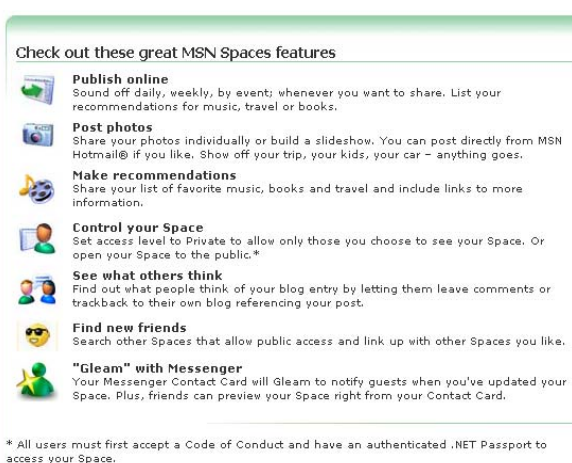 Check out these great MSN Spaces features
Publish online
Sound off daily, weekly, by event; whenever you want to share. List your
recommendations for music, travel or books.
Post photos
Share your photos individually or build a slideshow. You can post directly from MSN
Hotmail® if you like. Show off your trip, your kids, your car – anything goes.
Make recommendations
Share your list of favorite music, books and travel and include links to more
information.
Control your Space
Set access level to Private to allow only those you choose to see your Space. Or
open your Space to the public.*
See what others think
Find out what people think of your blog entry by letting them leave comments or
trackback to their own blog referencing your post.
Find new friends
Search other Spaces that allow public access and link up with other Spaces you like.
"Gleam" with Messenger
Your Messenger Contact Card will Gleam to notify guests when you've updated your
Space. Plus, friends can preview your Space right from your Contact Card.
* All users must first accept a Code of Conduct and have an authenticated .NET Passport to
access your Space.